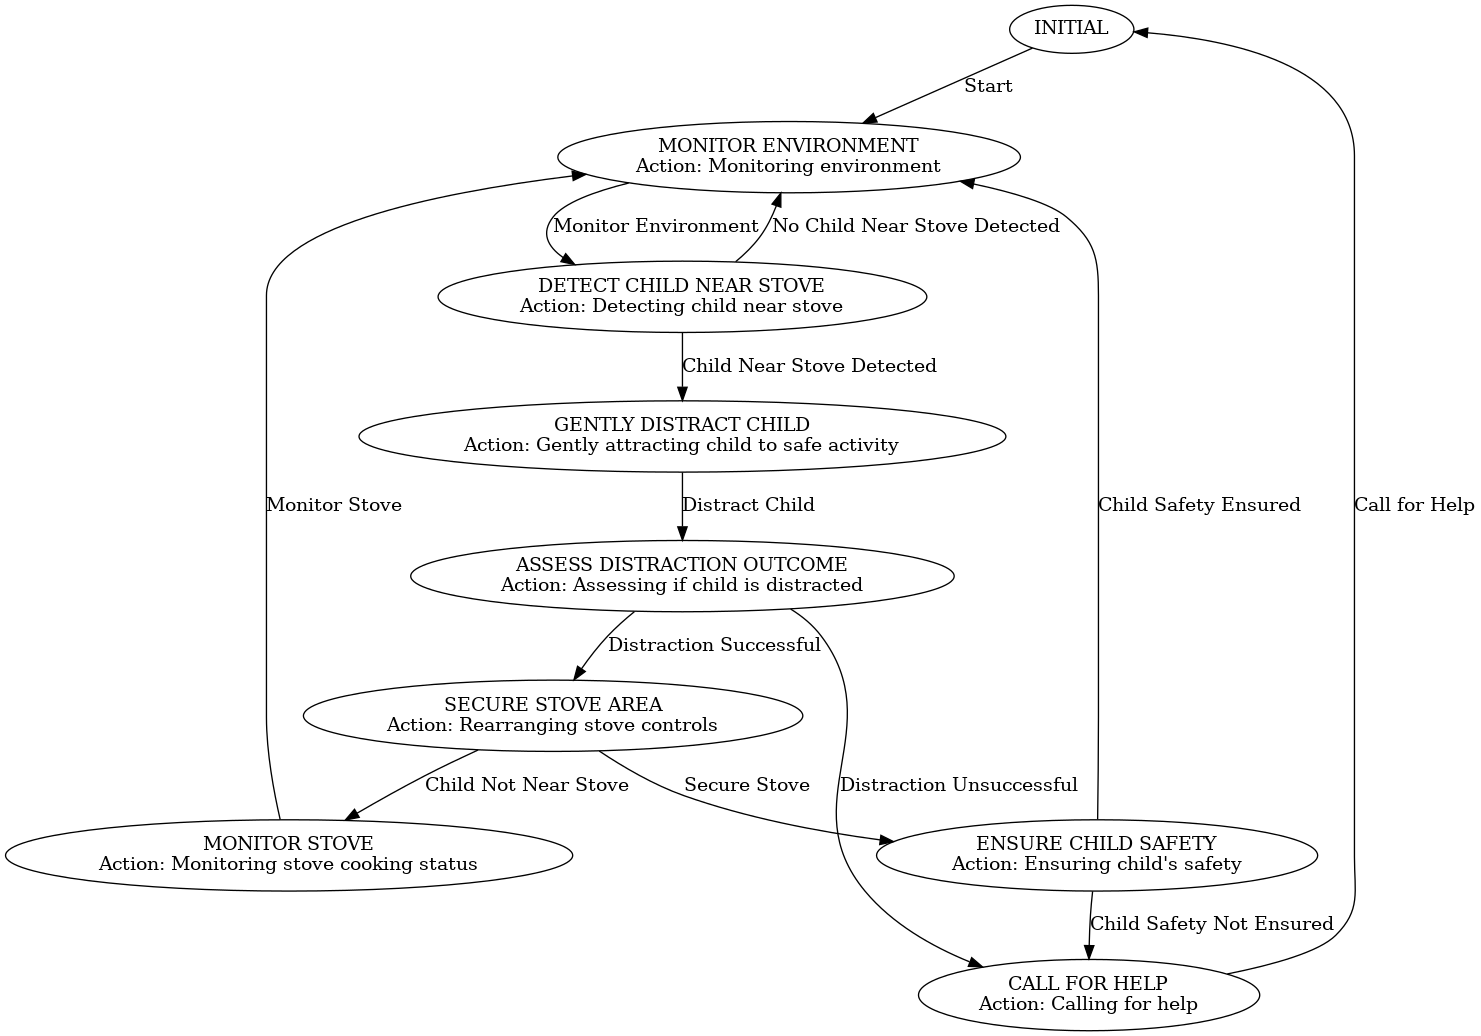 INITIAL
Start
MONITOR ENVIRONMENT
Action: Monitoring environment
Monitor Environment
No Child Near Stove Detected
DETECT CHILD NEAR STOVE
Action: Detecting child near stove
Child Near Stove Detected
GENTLY DISTRACT CHILD
Action: Gently attracting child to safe activity
Monitor Stove
Distract Child
Child Safety Ensured
Call for Help
ASSESS DISTRACTION OUTCOME
Action: Assessing if child is distracted
Distraction Successful
SECURE STOVE AREA
Action: Rearranging stove controls
Child Not Near Stove
Secure Stove
Distraction Unsuccessful
MONITOR STOVE
Action: Monitoring stove cooking status
ENSURE CHILD SAFETY
Action: Ensuring child's safety
Child Safety Not Ensured
CALL FOR HELP
Action: Calling for help